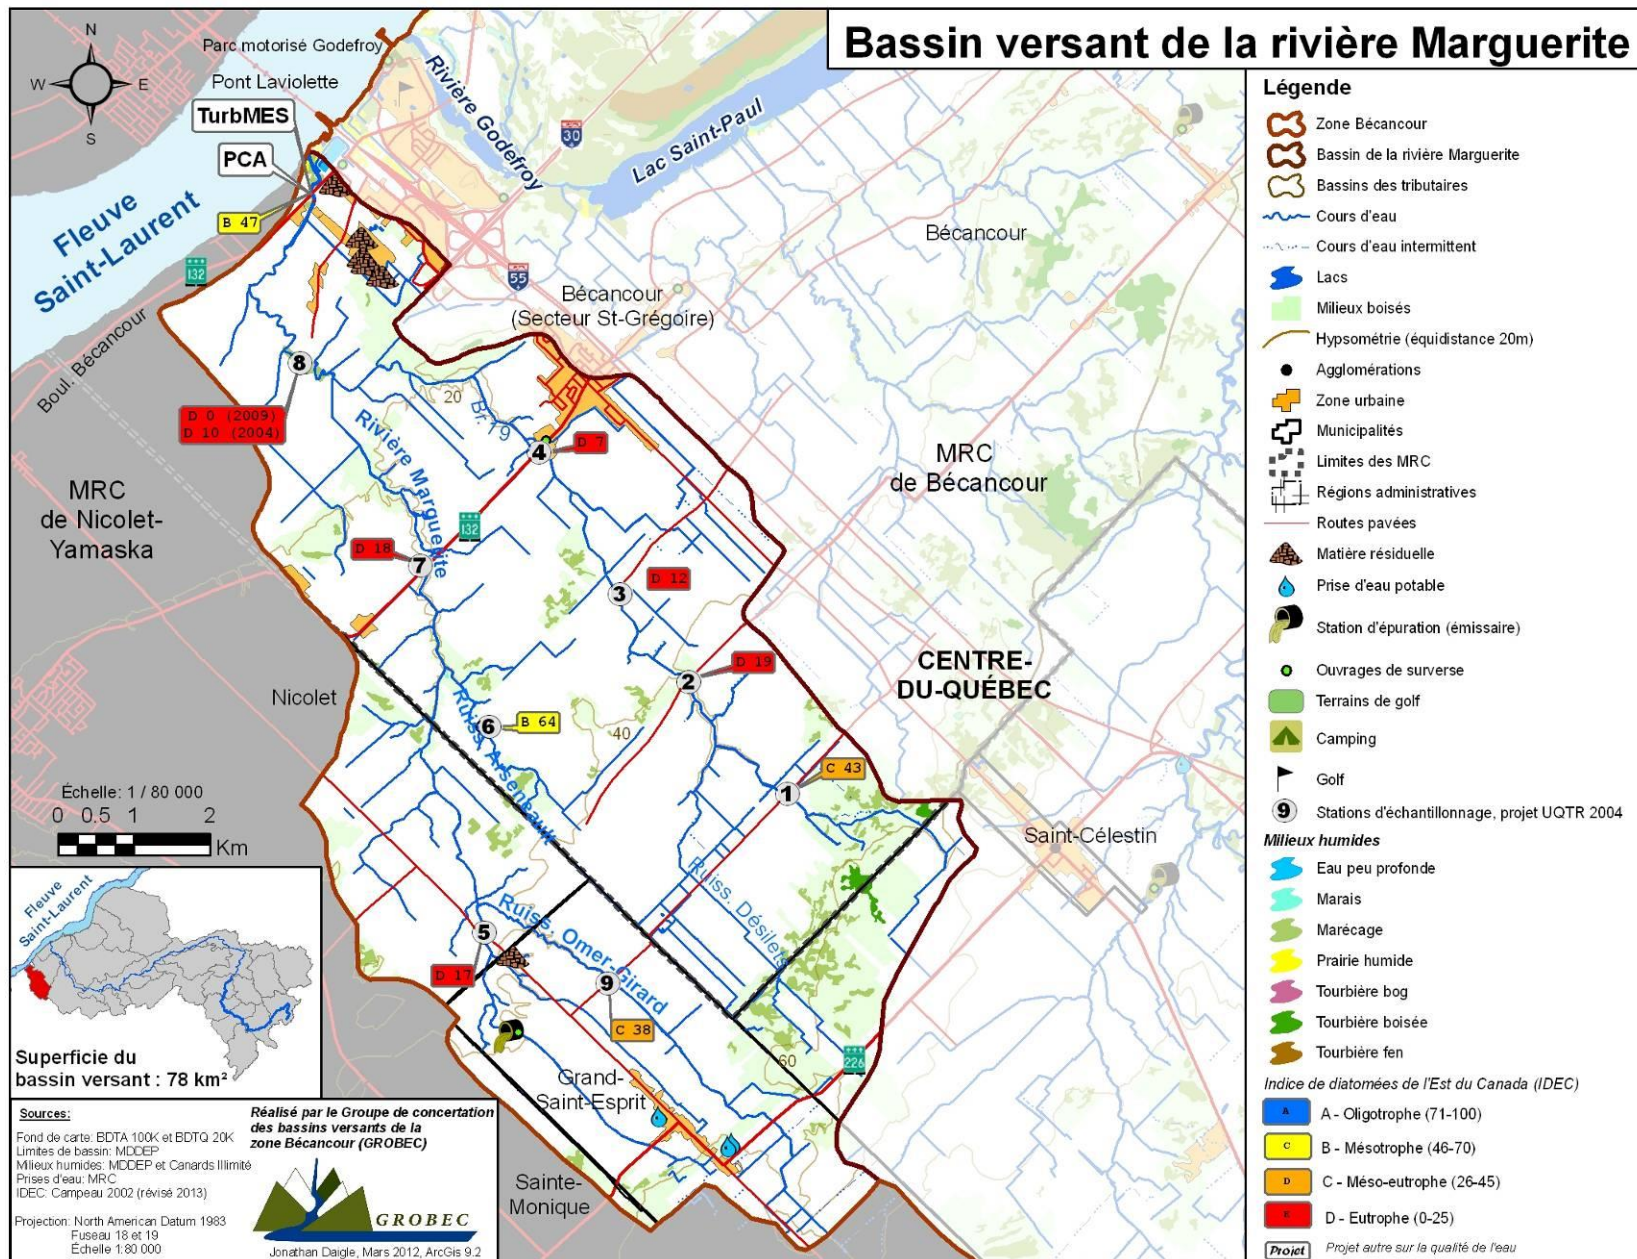 Bassin versant de la rivière Marguerite
N
W
E
S
Parc motorisé Godefroy
Pont Laviolette
TurbMES
PCA
B 47
Rivière Godefroy
30
Lac Saint-Paul
Fleuve
Saint-Laurent
132
55
Bécancour
Bécancour
(Secteur St-Grégoire)
Boul. Bécancour
8
D 0 (2009)
D 10 (2004)
20
Br. 19
4
D 7
Rivière Marguerite
MRC
de Bécancour
MRC
de Nicolet-
Yamaska
132
D 18
7
3
D 12
CENTRE-
DU-QUÉBEC
2
D 19
Nicolet
6
B 64
40
Ruiss. Arseneault
C 43
1
Saint-Célestin
Échelle: 1 / 80 000
0 0.5 1 2
Km
Ruiss. Désilets
Ruiss. Omer-Girard
5
D 17
9
C 38
60
226
Grand-
Saint-Esprit
Sainte-
Monique
Fleuve
Saint-Laurent
Superficie du
bassin versant : 78 km²
Sources:
Fond de carte: BDTA 100K et BDTQ 20K
Limites de bassin: MDDEP
Milieux humides: MDDEP et Canards Illimité
Prises d'eau: MRC
IDEC: Campeau 2002 (révisé 2013)
Projection: North American Datum 1983
Fuseau 18 et 19
Échelle 1:80 000
Réalisé par le Groupe de concertation
des bassins versants de la
zone Bécancour (GROBEC)
GROBEC
Jonathan Daigle, Mars 2012, ArcGis 9.2
Légende
Zone Bécancour
Bassin de la rivière Marguerite
Bassins des tributaires
Cours d'eau
Cours d'eau intermittent
Lacs
Milieux boisés
Hypsométrie (équidistance 20m)
Agglomérations
Zone urbaine
Municipalités
Limites des MRC
Régions administratives
Routes pavées
Matière résiduelle
Prise d'eau potable
Station d'épuration (émissaire)
Ouvrages de surverse
Terrains de golf
Camping
Golf
9 Stations d'échantillonnage, projet UQTR 2004
Milieux humides
Eau peu profonde
Marais
Marécage
Prairie humide
Tourbière bog
Tourbière boisée
Tourbière fen
Indice de diatomées de l'Est du Canada (IDEC)
A A - Oligotrophe (71-100)
C B - Mésotrophe (46-70)
D C - Méso-eutrophe (26-45)
E D - Eutrophe (0-25)
Projet Projet autre sur la qualité de l'eau